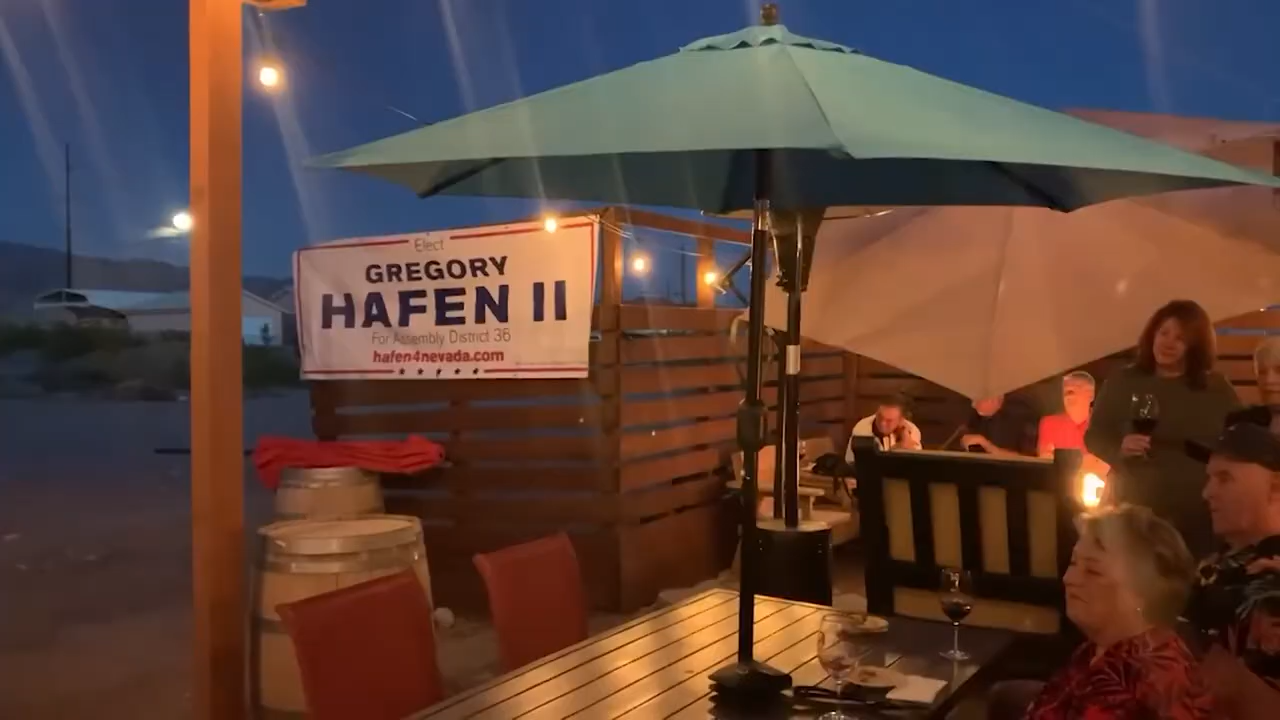 Elect
GREGORY
HAFEN II
For Assembly District 36
hafen4nevada.com